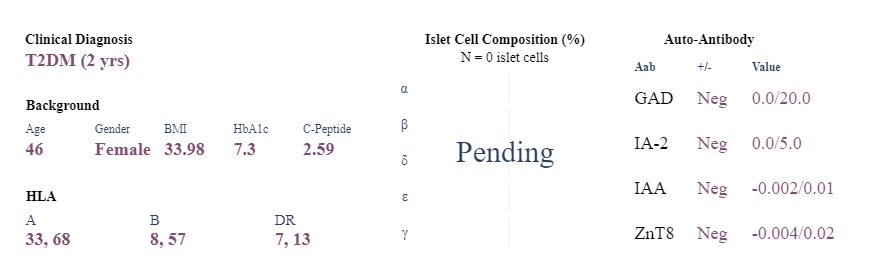 Clinical Diagnosis
T2DM (2 yrs)
Background
Age Gender BMI HbA1c C-Peptide
46 Female 33.98 7.3 2.59
HLA
A B DR
33, 68 8, 57 7, 13
Islet Cell Composition (%)
N = 0 islet cells
α
β
Pending
δ
ε
γ
Auto-Antibody
Aab +/- Value
GAD Neg 0.0/20.0
IA-2 Neg 0.0/5.0
IAA Neg -0.002/0.01
ZnT8 Neg -0.004/0.02